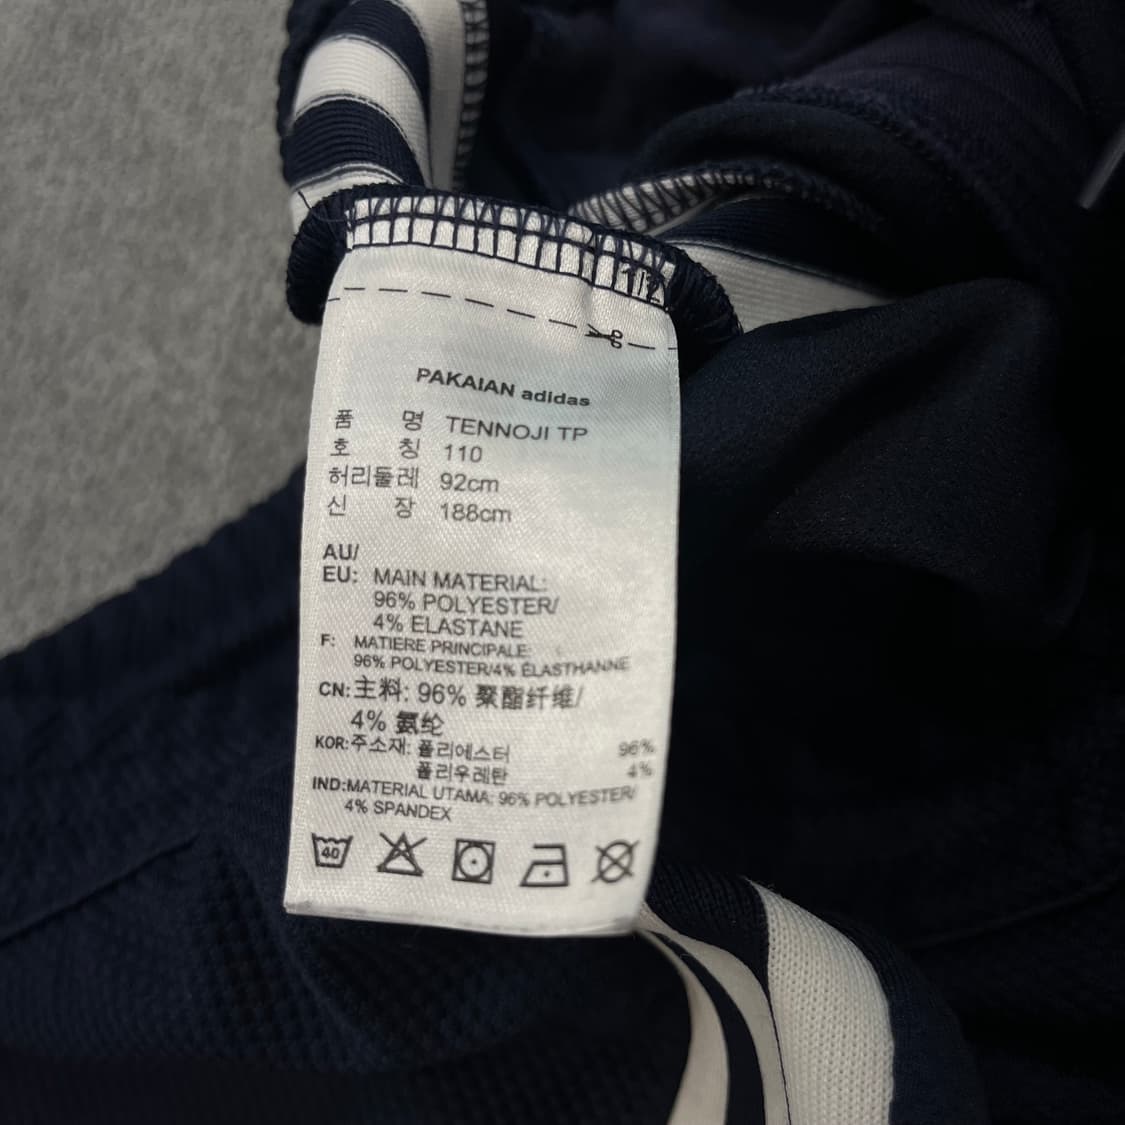 1/2
PAKAIAN adidas
품 명 TENNOJI TP
호 칭 110
허리둘레 92cm
신 장 188cm
AU/
EU: MAIN MATERIAL:
96% POLYESTER/
4% ELASTANE
F: MATIERE PRINCIPALE:
96% POLYESTER/4% ÉLASTHANNE
CN:主料: 96% 聚酯纤维/
4% 氨纶
KOR:주소재: 폴리에스터 96%
폴리우레탄 4%
IND:MATERIAL UTAMA: 96% POLYESTER/
4% SPANDEX
40